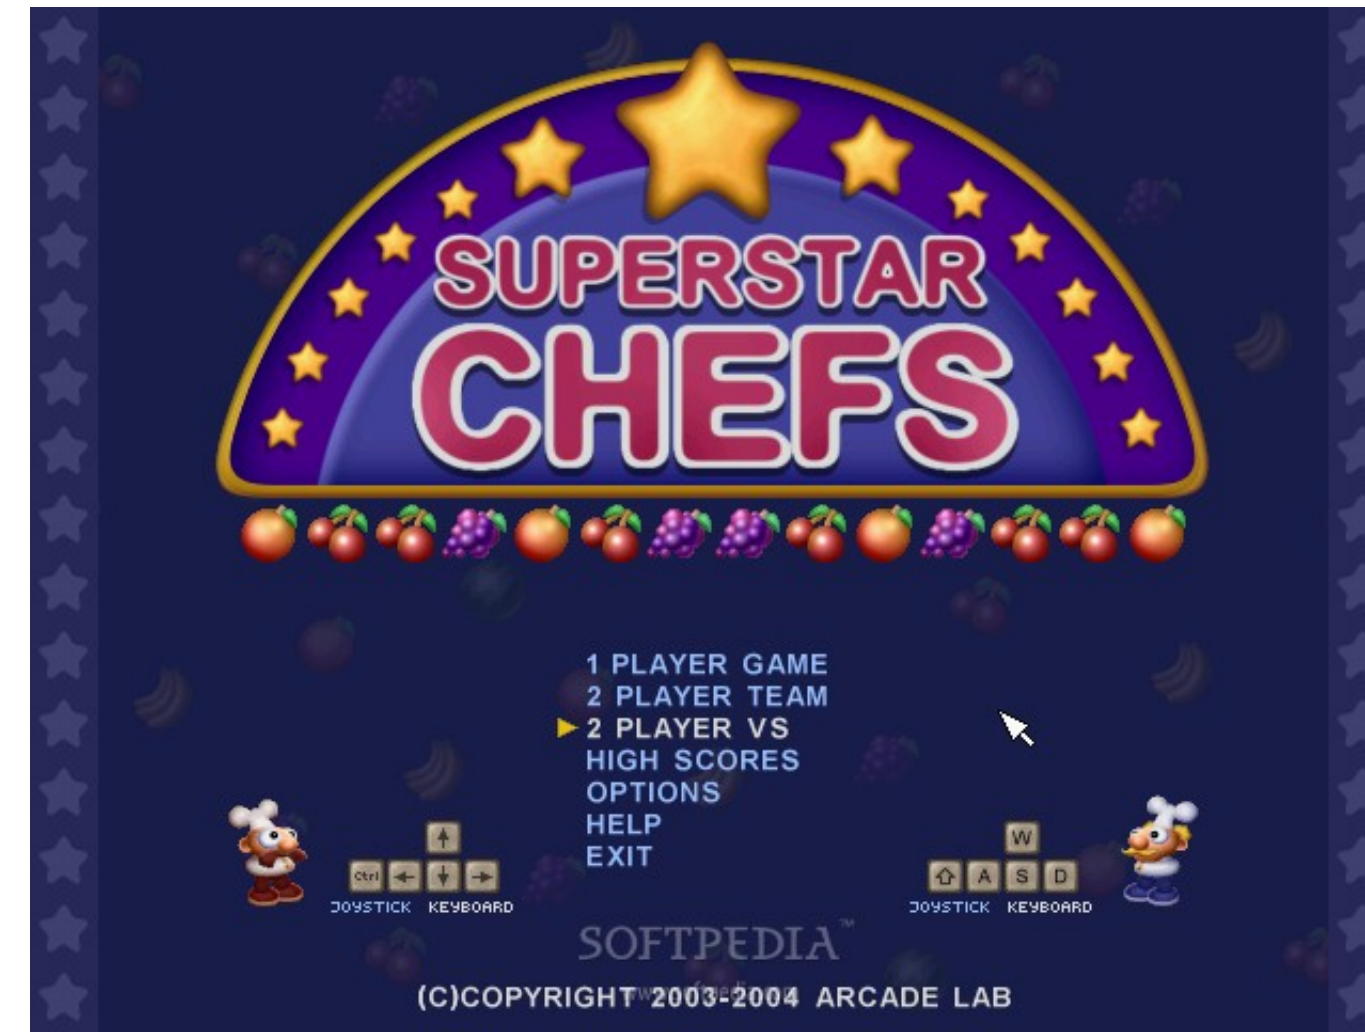 SUPERSTAR
CHEFS
1 PLAYER GAME
2 PLAYER TEAM
2 PLAYER VS
HIGH SCORES
OPTIONS
HELP
EXIT
Ctrl
JOYSTICK KEYBOARD
W
A S D
JOYSTICK KEYBOARD
SOFTPEDIA™
(C)COPYRIGHT 2003-2004 ARCADE LAB